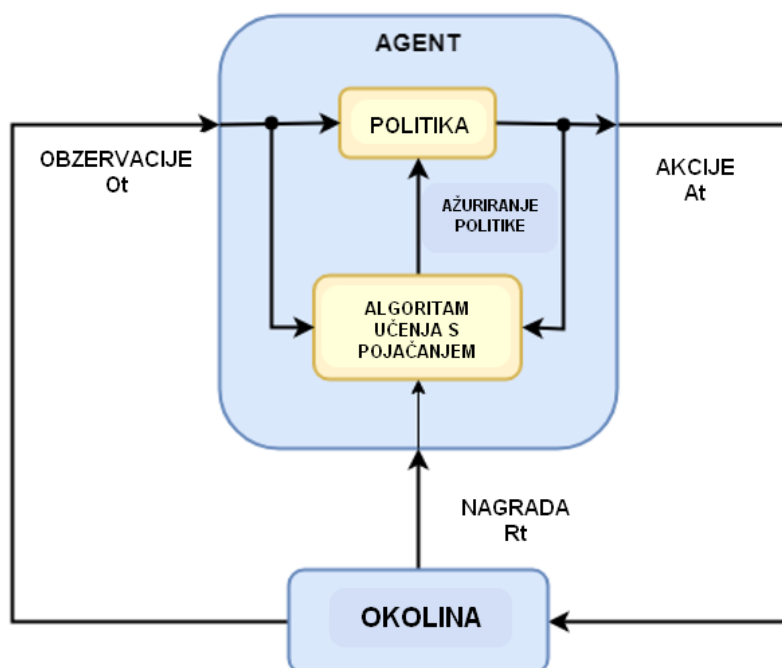 AGENT
POLITIKA
OBZERVACIJE
Ot
AKCIJE
At
AŽURIRANJE
POLITIKE
ALGORITAM
UČENJA S
POJAČANJEM
NAGRADA
Rt
OKOLINA